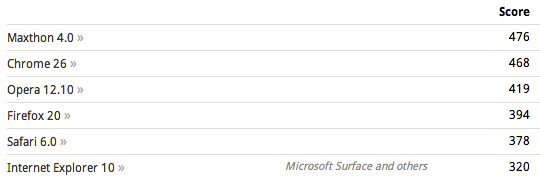 Score
Maxthon 4.0 » 476
Chrome 26 » 468
Opera 12.10 » 419
Firefox 20 » 394
Safari 6.0 » 378
Internet Explorer 10 » Microsoft Surface and others 320